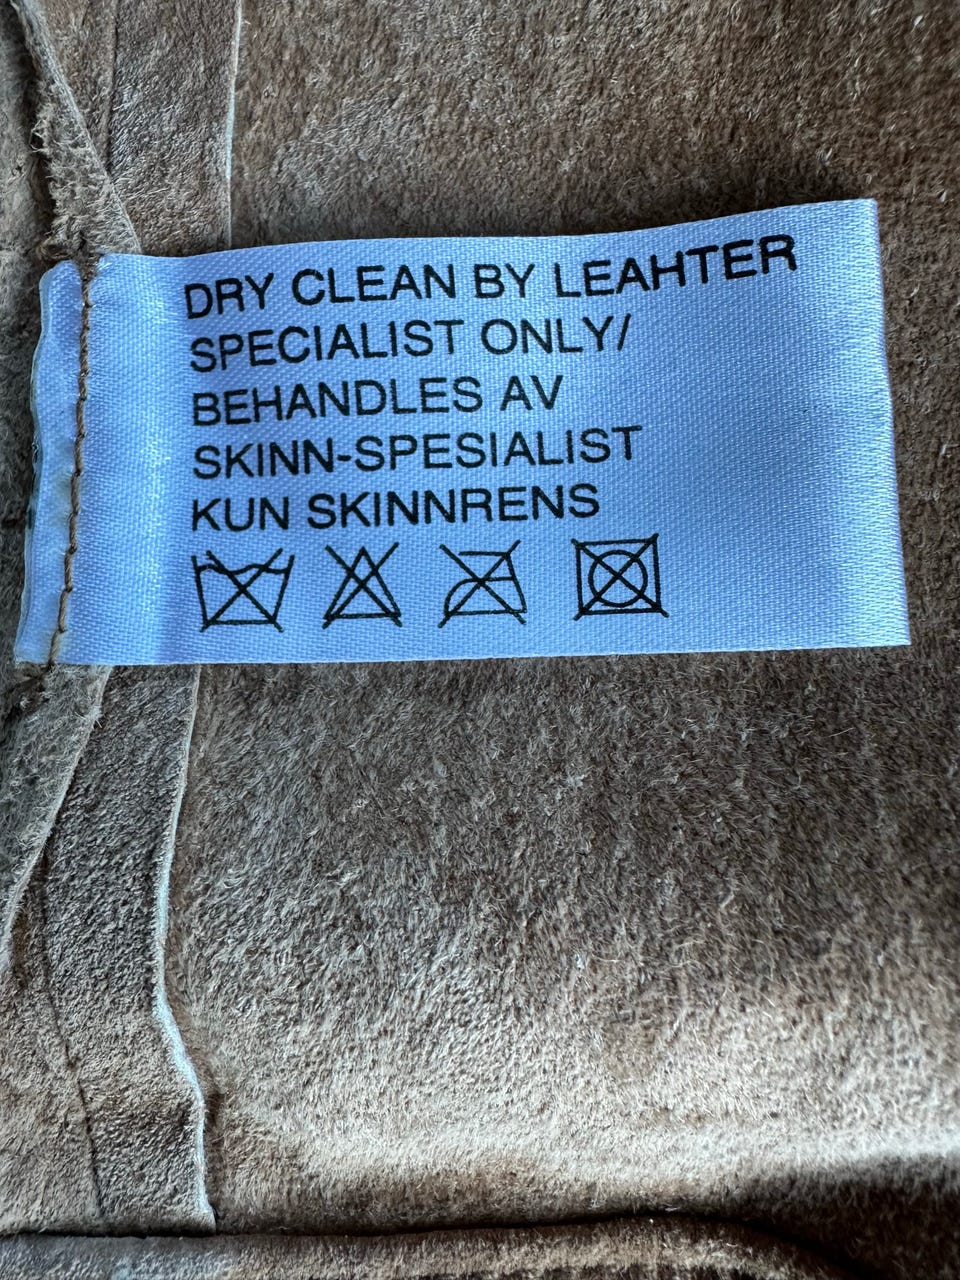 DRY CLEAN BY LEAHTER
SPECIALIST ONLY/
BEHANDLES AV
SKINN-SPESIALIST
KUN SKINNRENS